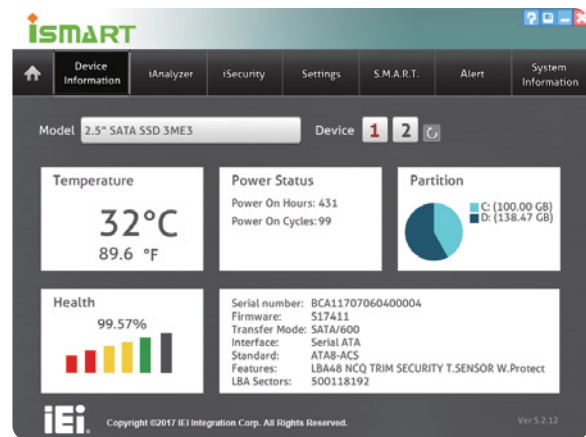 iSMART
Device Information
iAnalyzer
iSecurity
Settings
S.M.A.R.T.
Alert
System Information
Model 2.5" SATA SSD 3ME3 Device 1 2
Temperature
32°C
89.6 °F
Power Status
Power On Hours: 431
Power On Cycles: 99
Partition
C: (100.00 GB)
D: (138.47 GB)
Health
99.57%
Serial number: BCA11707060400004
Firmware: S17411
Transfer Mode: SATA/600
Interface: Serial ATA
Standard: ATA8-ACS
Features: LBA48 NCQ TRIM SECURITY T.SENSOR W.Protect
LBA Sectors: 500118192
iEi Copyright ©2017 IEI Integration Corp. All Rights Reserved. Ver 5.2.12